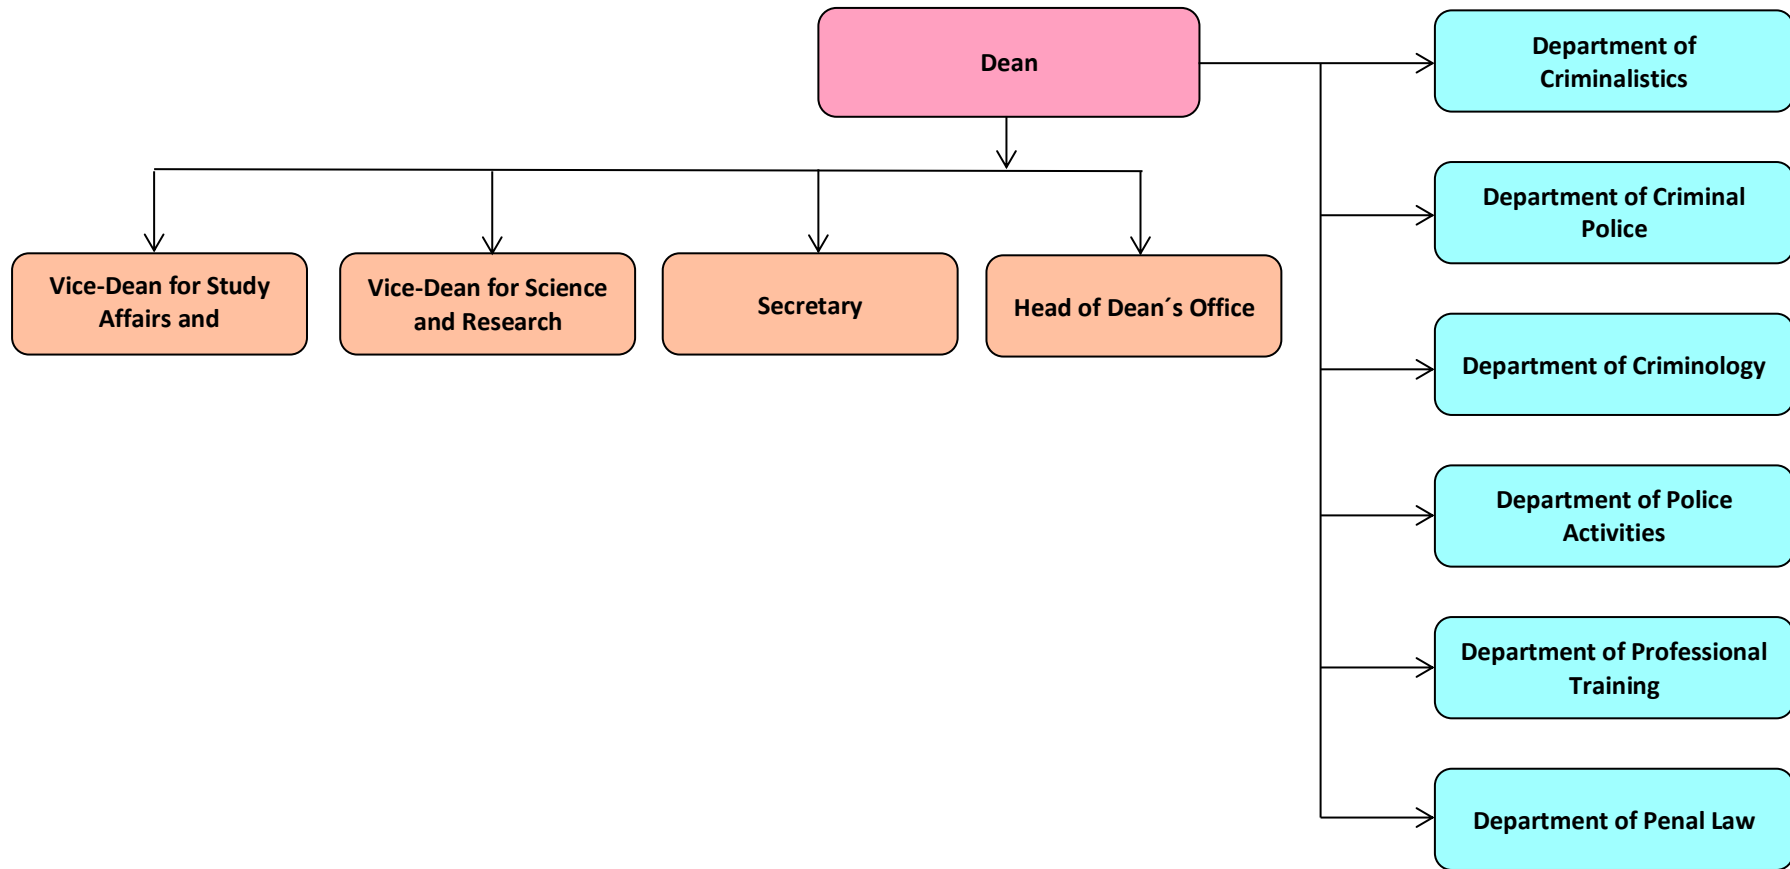 Dean
Department of
Criminalistics
Department of Criminal
Police
Vice-Dean for Study
Affairs and
Vice-Dean for Science
and Research
Secretary
Head of Dean´s Office
Department of Criminology
Department of Police
Activities
Department of Professional
Training
Department of Penal Law